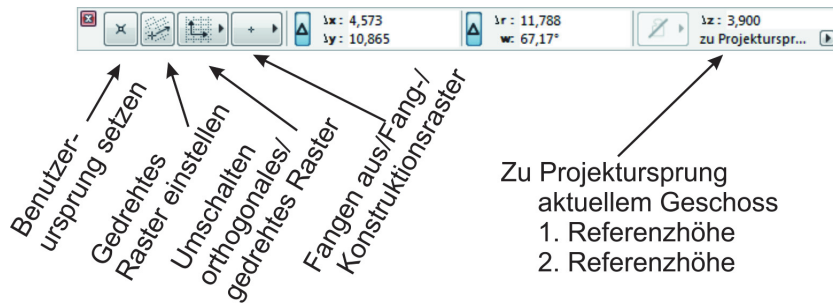 Δx: 4,573
Δy: 10,865
Δ
Δr: 11,788
w: 67,17°
Δ
Δz: 3,900
zu Projekturspr...
Benutzer-
ursprung setzen
Gedrehtes
Raster einstellen
Umschalten
orthogonales/
gedrehtes Raster
Fangen aus/Fang-/
Konstruktionsraster
Zu Projektursprung
aktuellem Geschoss
1. Referenzhöhe
2. Referenzhöhe